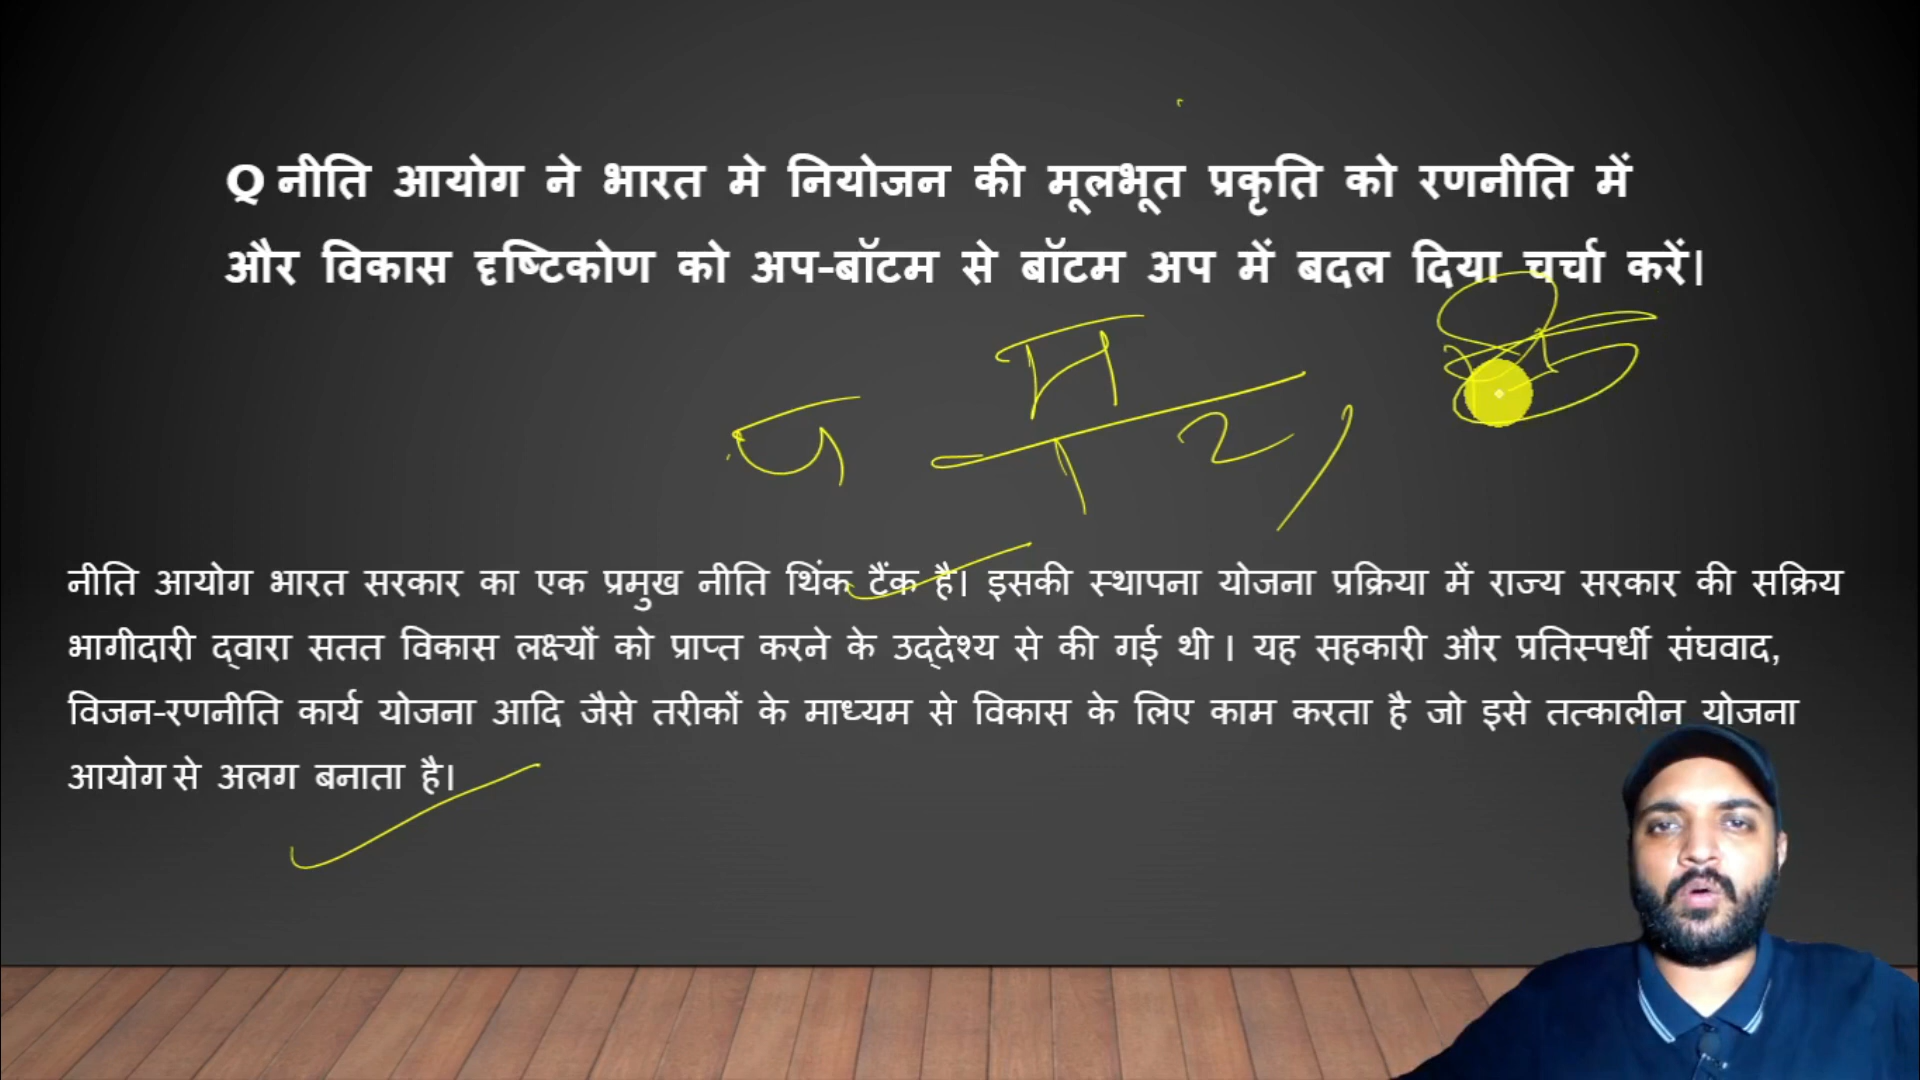 Q नीति आयोग ने भारत मे नियोजन की मूलभूत प्रकृति को रणनीति में
और विकास दृष्टिकोण को अप-बॉटम से बॉटम अप में बदल दिया चर्चा करें।
नीति आयोग भारत सरकार का एक प्रमुख नीति थिंक टैंक है। इसकी स्थापना योजना प्रक्रिया में राज्य सरकार की सक्रिय
भागीदारी द्वारा सतत विकास लक्ष्यों को प्राप्त करने के उद्देश्य से की गई थी । यह सहकारी और प्रतिस्पर्धी संघवाद,
विजन-रणनीति कार्य योजना आदि जैसे तरीकों के माध्यम से विकास के लिए काम करता है जो इसे तत्कालीन योजना
आयोग से अलग बनाता है।